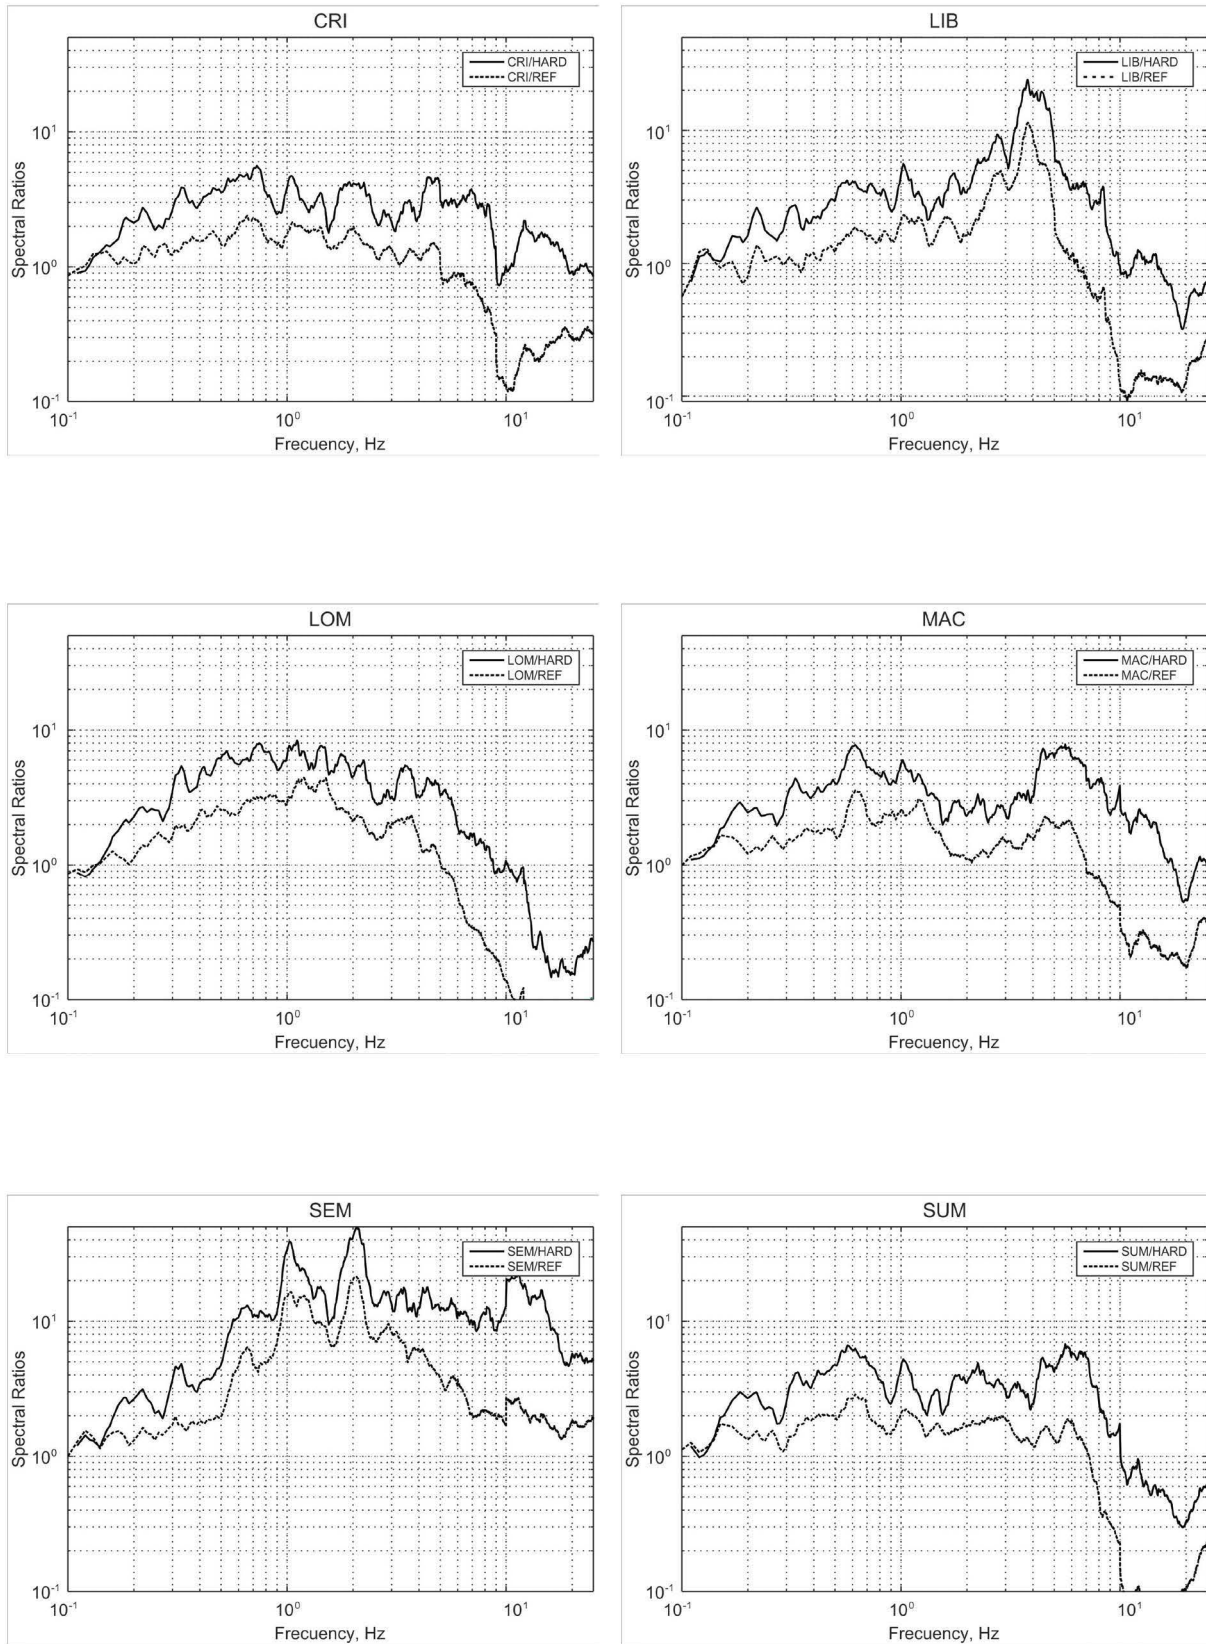 CRI
CRI/HARD
CRI/REF
10^1
10^0
10^-1
Spectral Ratios
10^-1
10^0
10^1
Frecuency, Hz
LIB
LIB/HARD
LIB/REF
10^1
10^0
10^-1
Spectral Ratios
10^-1
10^0
10^1
Frecuency, Hz
LOM
LOM/HARD
LOM/REF
10^1
10^0
10^-1
Spectral Ratios
10^-1
10^0
10^1
Frecuency, Hz
MAC
MAC/HARD
MAC/REF
10^1
10^0
10^-1
Spectral Ratios
10^-1
10^0
10^1
Frecuency, Hz
SEM
SEM/HARD
SEM/REF
10^1
10^0
10^-1
Spectral Ratios
10^-1
10^0
10^1
Frecuency, Hz
SUM
SUM/HARD
SUM/REF
10^1
10^0
10^-1
Spectral Ratios
10^-1
10^0
10^1
Frecuency, Hz